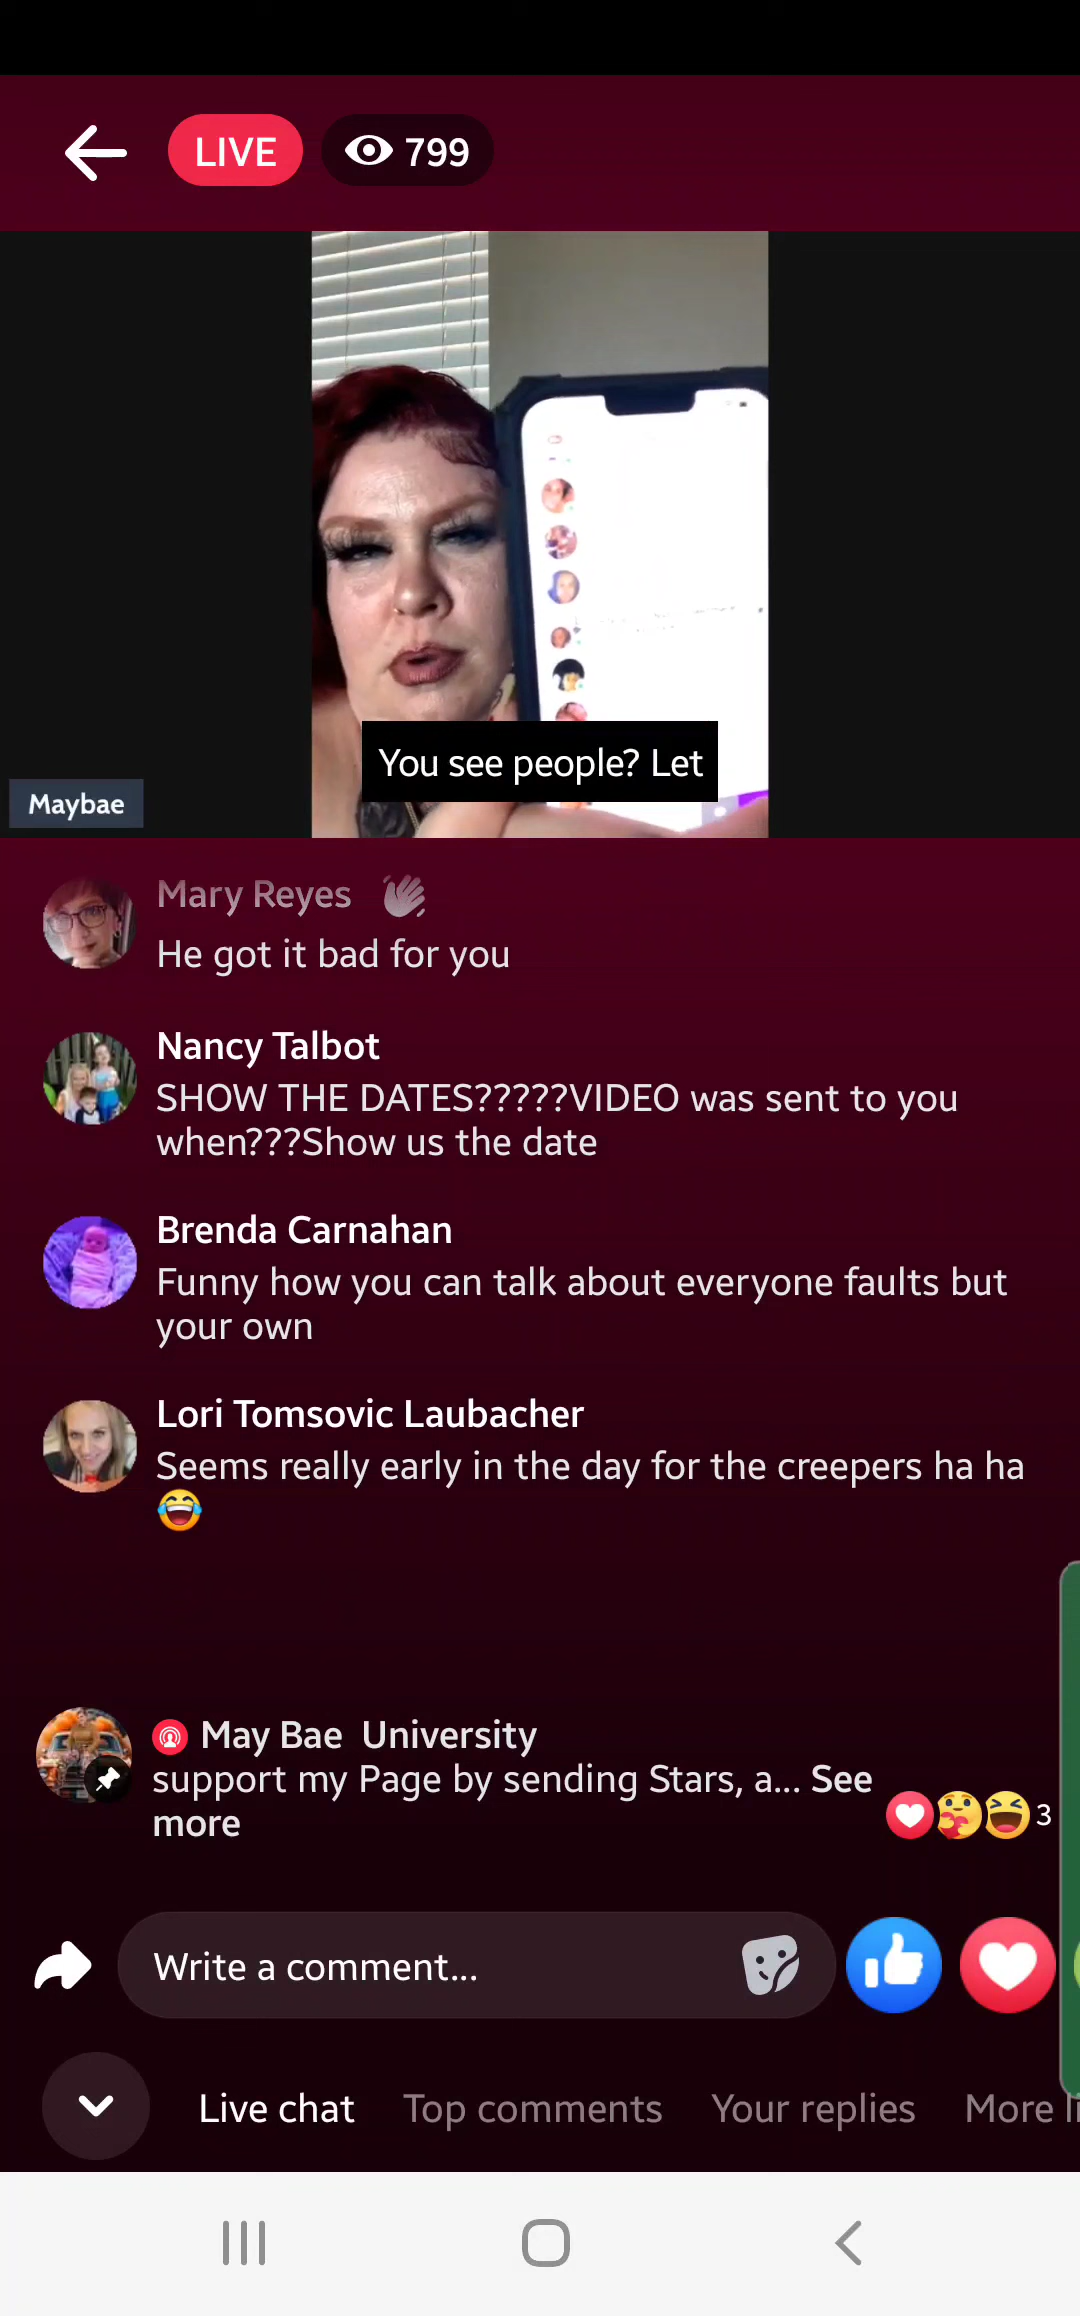 LIVE
799
You see people? Let
Maybae
Mary Reyes
He got it bad for you
Nancy Talbot
SHOW THE DATES?????VIDEO was sent to you
when???Show us the date
Brenda Carnahan
Funny how you can talk about everyone faults but
your own
Lori Tomsovic Laubacher
Seems really early in the day for the creepers ha ha
😂
May Bae University
support my Page by sending Stars, a... See
more
3
Write a comment...
Live chat
Top comments
Your replies
More